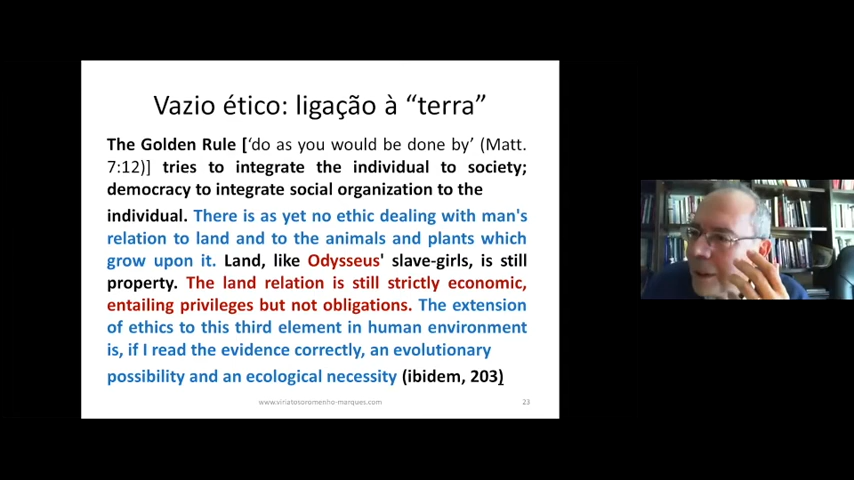 Vazio ético: ligação à “terra”
The Golden Rule [‘do as you would be done by’ (Matt.
7:12)] tries to integrate the individual to society;
democracy to integrate social organization to the
individual. There is as yet no ethic dealing with man's
relation to land and to the animals and plants which
grow upon it. Land, like Odysseus' slave-girls, is still
property. The land relation is still strictly economic,
entailing privileges but not obligations. The extension
of ethics to this third element in human environment
is, if I read the evidence correctly, an evolutionary
possibility and an ecological necessity (ibidem, 203)
www.viriatosoromenho-marques.com
23